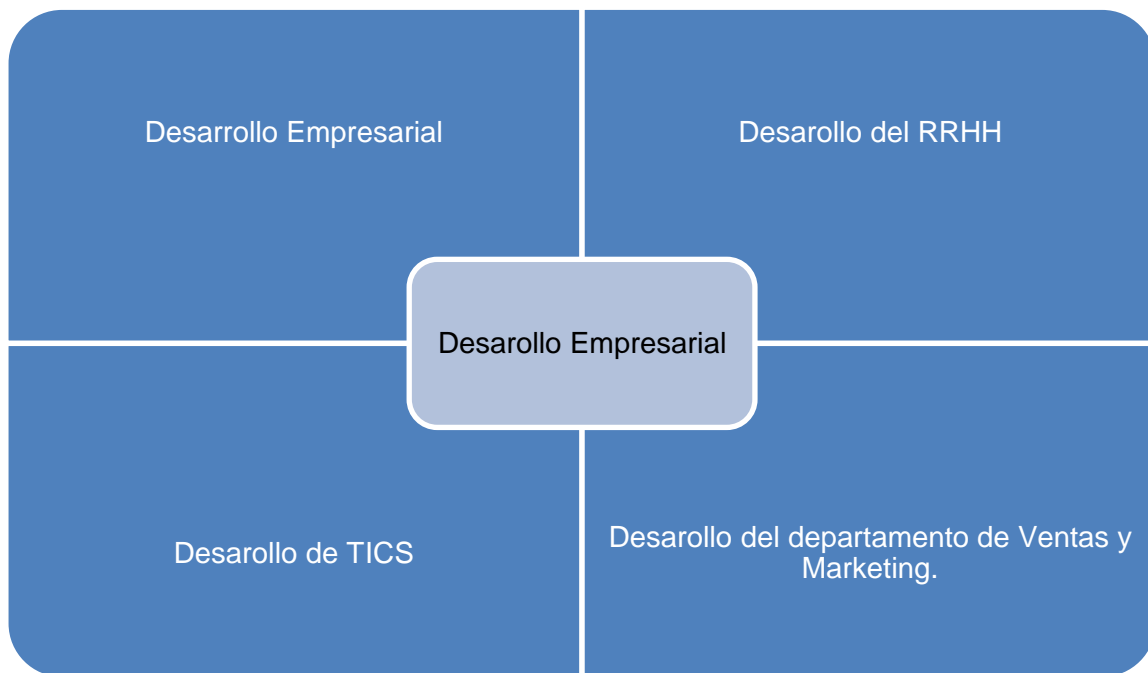 Desarrollo Empresarial
Desarollo del RRHH
Desarollo Empresarial
Desarollo de TICS
Desarollo del departamento de Ventas y
Marketing.